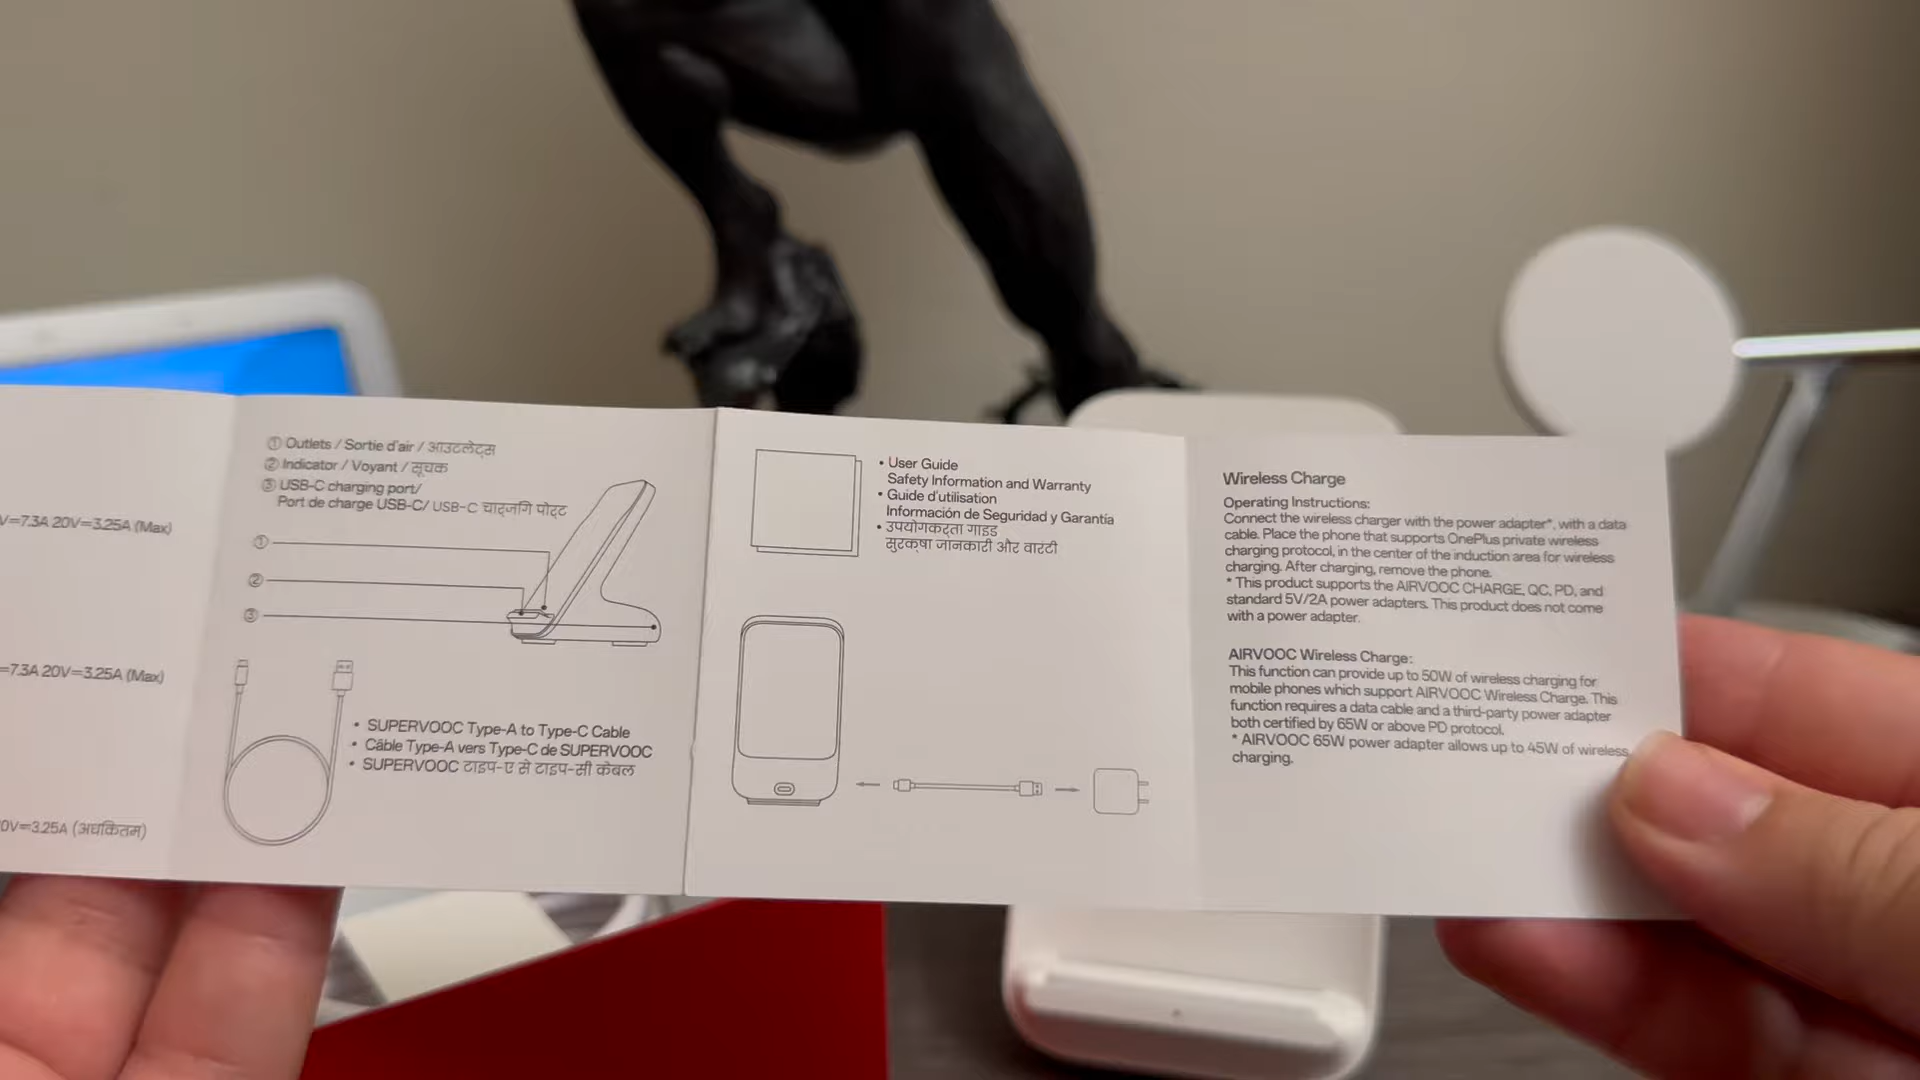 V⎓7.3A 20V⎓3.25A (Max)
=7.3A 20V⎓3.25A (Max)
0V⎓3.25A (अधिकतम)
① Outlets / Sortie d'air / आउटलेट्स
② Indicator / Voyant / सूचक
③ USB-C charging port/
Port de charge USB-C/ USB-C चार्जिंग पोर्ट
①
②
③
• SUPERVOOC Type-A to Type-C Cable
• Câble Type-A vers Type-C de SUPERVOOC
• SUPERVOOC टाइप-ए से टाइप-सी केबल
• User Guide
Safety Information and Warranty
• Guide d'utilisation
Información de Seguridad y Garantía
• उपयोगकर्ता गाइड
सुरक्षा जानकारी और वारंटी
Wireless Charge
Operating Instructions:
Connect the wireless charger with the power adapter*, with a data
cable. Place the phone that supports OnePlus private wireless
charging protocol, in the center of the induction area for wireless
charging. After charging, remove the phone.
* This product supports the AIRVOOC CHARGE, QC, PD, and
standard 5V/2A power adapters. This product does not come
with a power adapter.
AIRVOOC Wireless Charge:
This function can provide up to 50W of wireless charging for
mobile phones which support AIRVOOC Wireless Charge. This
function requires a data cable and a third-party power adapter
both certified by 65W or above PD protocol.
* AIRVOOC 65W power adapter allows up to 45W of wireless
charging.